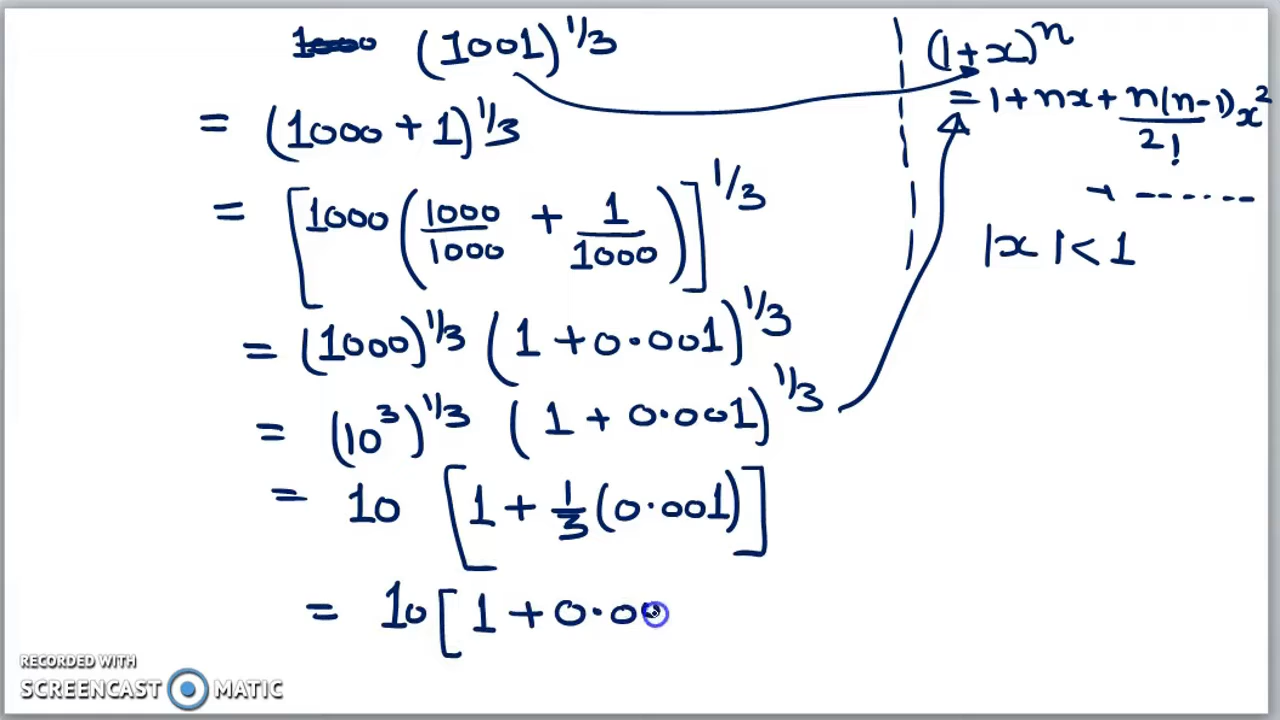 1000 (1001)^1/3
= (1000 + 1)^1/3
= [1000 (1000/1000 + 1/1000)]^1/3
= (1000)^1/3 (1 + 0.001)^1/3
= (10^3)^1/3 (1 + 0.001)^1/3
= 10 [1 + 1/3 (0.001)]
= 10 [1 + 0.00
(1+x)^n
= 1 + nx + n(n-1)/2! x^2
+ -------
|x| < 1
RECORDED WITH
SCREENCAST MATIC